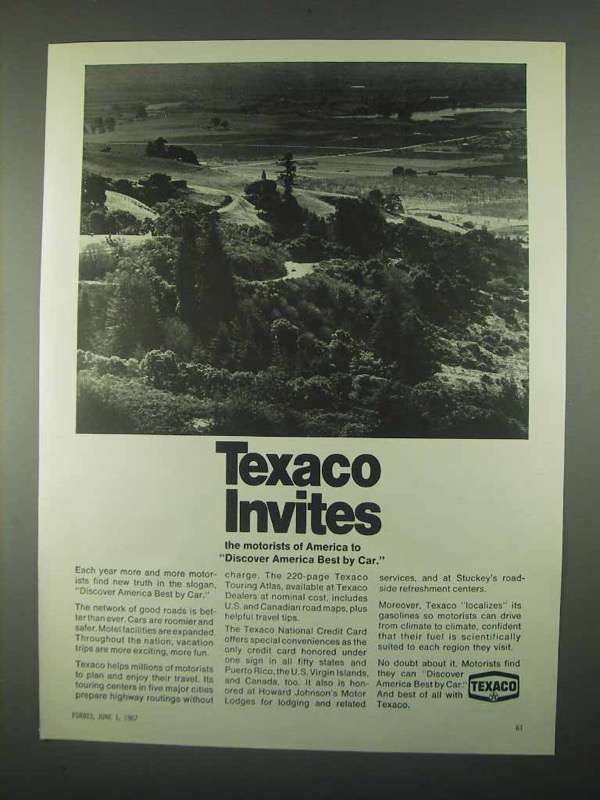 Texaco
Invites
the motorists of America to
"Discover America Best by Car."
Each year more and more motor-
ists find new truth in the slogan,
"Discover America Best by Car."
The network of good roads is bet-
ter than ever. Cars are roomier and
safer. Motel facilities are expanded.
Throughout the nation, vacation
trips are more exciting, more fun.
Texaco helps millions of motorists
to plan and enjoy their travel. Its
touring centers in five major cities
prepare highway routings without
charge. The 220-page Texaco
Touring Atlas, available at Texaco
Dealers at nominal cost, includes
U.S. and Canadian road maps, plus
helpful travel tips.
The Texaco National Credit Card
offers special conveniences as the
only credit card honored under
one sign in all fifty states and
Puerto Rico, the U.S. Virgin Islands,
and Canada, too. It also is hon-
ored at Howard Johnson's Motor
Lodges for lodging and related
services, and at Stuckey's road-
side refreshment centers.
Moreover, Texaco "localizes" its
gasolines so motorists can drive
from climate to climate, confident
that their fuel is scientifically
suited to each region they visit.
No doubt about it. Motorists find
they can "Discover
America Best by Car."
And best of all with
Texaco.
TEXACO
FORBES, JUNE 1, 1967
61